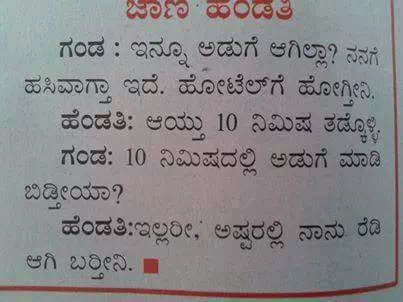 ಜಾಣ ಹೆಂಡತಿ
ಗಂಡ : ಇನ್ನೂ ಅಡುಗೆ ಆಗಿಲ್ಲಾ? ನನಗೆ
ಹಸಿವಾಗ್ತಾ ಇದೆ. ಹೋಟೆಲ್‌ಗೆ ಹೋಗ್ತೀನಿ.
ಹೆಂಡತಿ: ಆಯ್ತು 10 ನಿಮಿಷ ತಡ್ಕೊಳ್ಳಿ.
ಗಂಡ: 10 ನಿಮಿಷದಲ್ಲಿ ಅಡುಗೆ ಮಾಡಿ
ಬಿಡ್ತೀಯಾ?
ಹೆಂಡತಿ:ಇಲ್ಲರೀ, ಅಷ್ಟರಲ್ಲಿ ನಾನು ರೆಡಿ
ಆಗಿ ಬರ್‍ತೀನಿ.